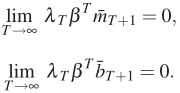 lim_{T→∞} λ_T β^T m̄_{T+1} = 0,
lim_{T→∞} λ_T β^T b̄_{T+1} = 0.